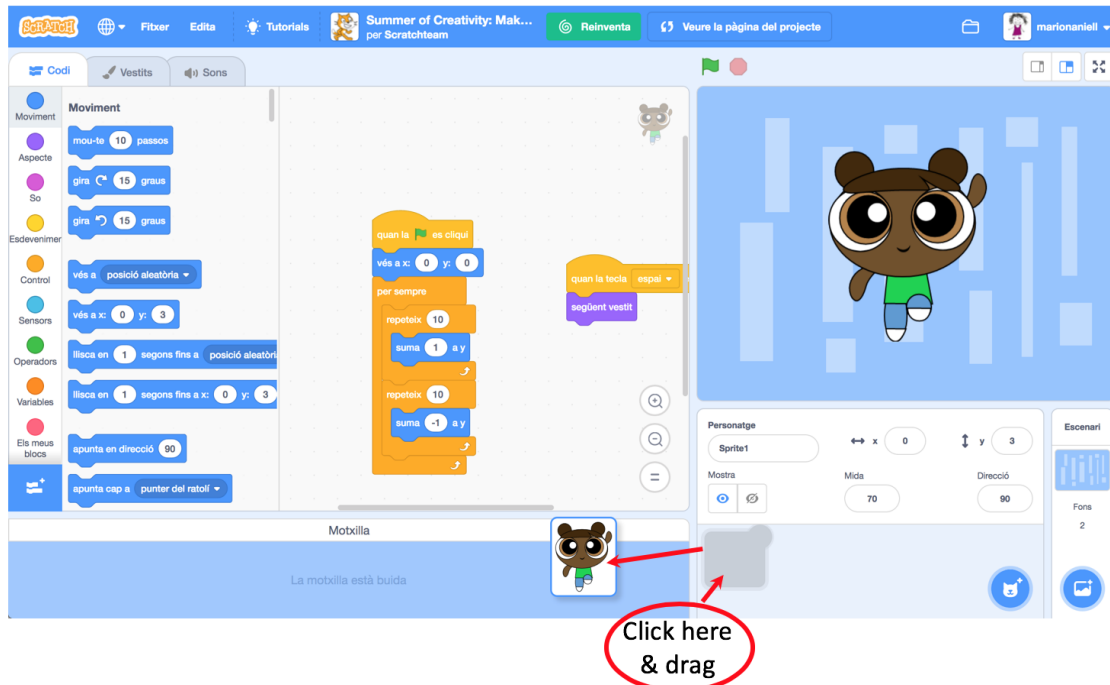 SCRATCH
Fitxer
Edita
Tutorials
Summer of Creativity: Mak...
per Scratchteam
Reinventa
Veure la pàgina del projecte
marionaniell
Codi
Vestits
Sons
Moviment
Aspecte
So
Esdevenimen
Control
Sensors
Operadors
Variables
Els meus
blocs
Moviment
mou-te 10 passos
gira 15 graus
gira 15 graus
vés a posició aleatòria
vés a x: 0 y: 3
llisca en 1 segons fins a posició aleatòri
llisca en 1 segons fins a x: 0 y: 3
apunta en direcció 90
apunta cap a punter del ratolí
quan la es cliqui
vés a x: 0 y: 0
per sempre
repeteix 10
suma 1 a y
repeteix 10
suma -1 a y
quan la tecla espai
següent vestit
Personatge
Sprite1
x 0
y 3
Mostra
Mida
70
Direcció
90
Escenari
Fons
2
Motxilla
La motxilla està buida
Click here
& drag